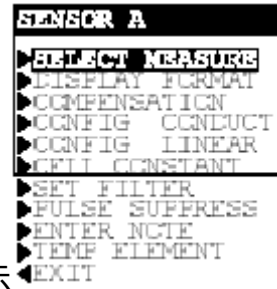 SENSOR A
▶SELECT MEASURE
▶DISPLAY FORMAT
▶COMPENSATION
▶CONFIG CONDUCT
▶CONFIG LINEAR
▶CELL CONSTANT
▶SET FILTER
▶PULSE SUPPRESS
▶ENTER NOTE
▶TEMP ELEMENT
示◀EXIT